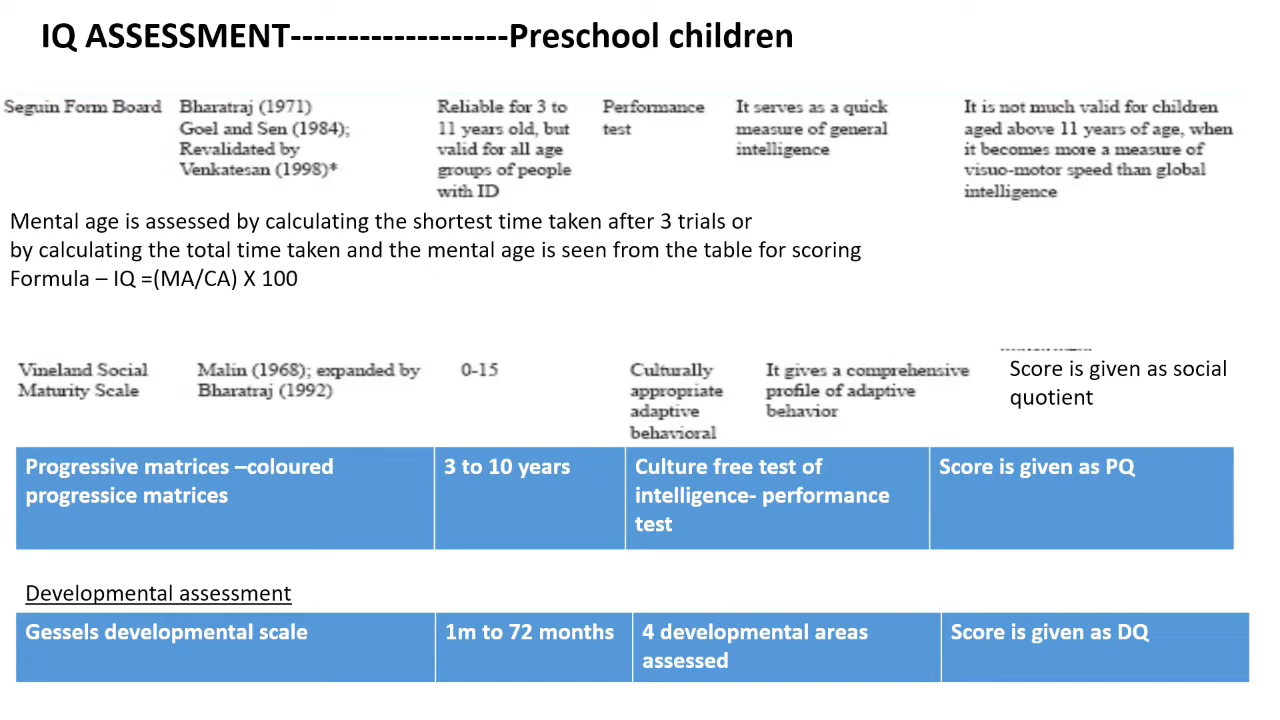 IQ ASSESSMENT-------------------Preschool children
Seguin Form Board
Bharatraj (1971)
Goel and Sen (1984);
Revalidated by
Venkatesan (1998)*
Reliable for 3 to
11 years old, but
valid for all age
groups of people
with ID
Performance
test
It serves as a quick
measure of general
intelligence
It is not much valid for children
aged above 11 years of age, when
it becomes more a measure of
visuo-motor speed than global
intelligence
Mental age is assessed by calculating the shortest time taken after 3 trials or
by calculating the total time taken and the mental age is seen from the table for scoring
Formula – IQ =(MA/CA) X 100
Vineland Social
Maturity Scale
Malin (1968); expanded by
Bharatraj (1992)
0-15
Culturally
appropriate
adaptive
behavioral
It gives a comprehensive
profile of adaptive
behavior
Score is given as social
quotient
Progressive matrices –coloured
progressice matrices
3 to 10 years
Culture free test of
intelligence- performance
test
Score is given as PQ
Developmental assessment
Gessels developmental scale
1m to 72 months
4 developmental areas
assessed
Score is given as DQ